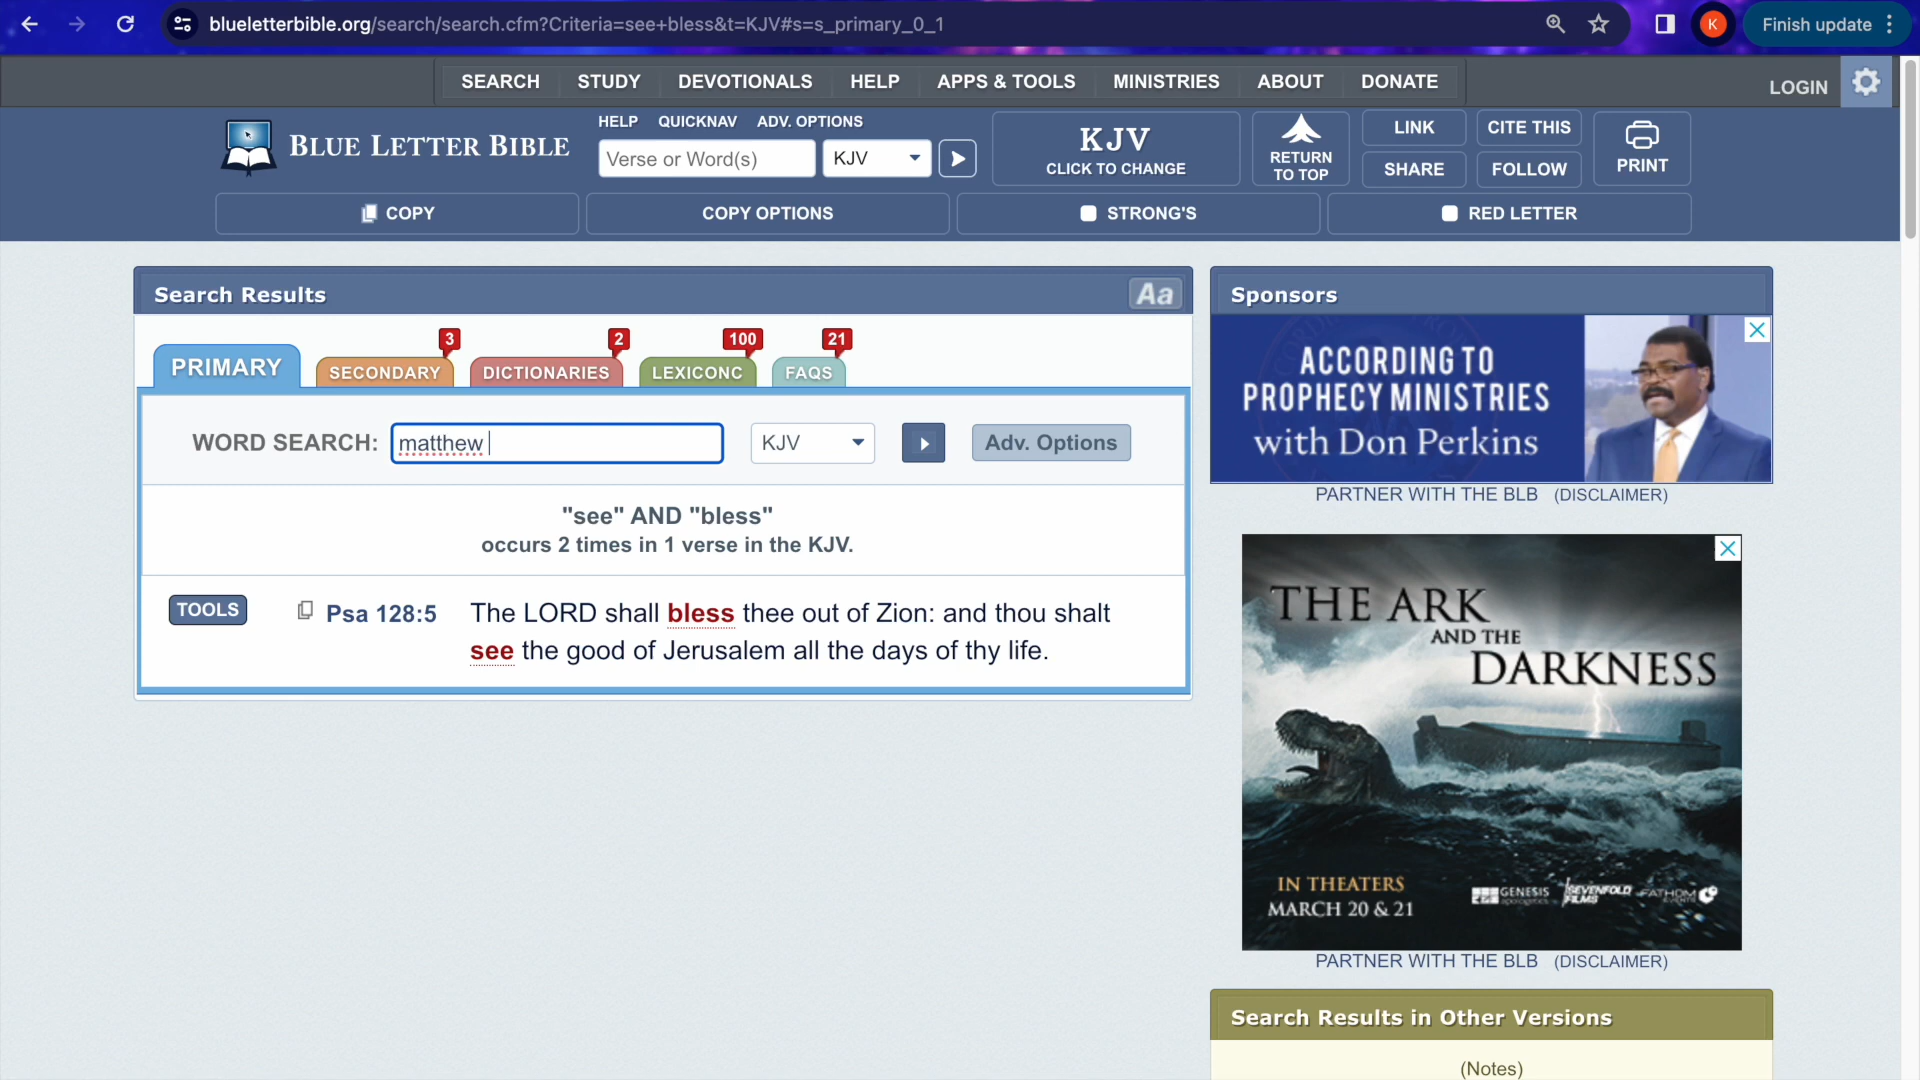 blueletterbible.org/search/search.cfm?Criteria=see+bless&t=KJV#s=s_primary_0_1
K
Finish update
SEARCH STUDY DEVOTIONALS HELP APPS & TOOLS MINISTRIES ABOUT DONATE
LOGIN
BLUE LETTER BIBLE
HELP QUICKNAV ADV. OPTIONS
Verse or Word(s)
KJV
KJV
CLICK TO CHANGE
RETURN
TO TOP
LINK
CITE THIS
SHARE
FOLLOW
PRINT
COPY
COPY OPTIONS
STRONG'S
RED LETTER
Search Results
Aa
PRIMARY
SECONDARY
3
DICTIONARIES
2
LEXICONC
100
FAQS
21
WORD SEARCH:
matthew
KJV
Adv. Options
"see" AND "bless"
occurs 2 times in 1 verse in the KJV.
TOOLS
Psa 128:5
The LORD shall bless thee out of Zion: and thou shalt
see the good of Jerusalem all the days of thy life.
Sponsors
ACCORDING TO
PROPHECY MINISTRIES
with Don Perkins
PARTNER WITH THE BLB (DISCLAIMER)
THE ARK
AND THE
DARKNESS
IN THEATERS
MARCH 20 & 21
GENESIS
apologetics
SEVENFOLD
FILMS
FATHOM
EVENTS
PARTNER WITH THE BLB (DISCLAIMER)
Search Results in Other Versions
(Notes)